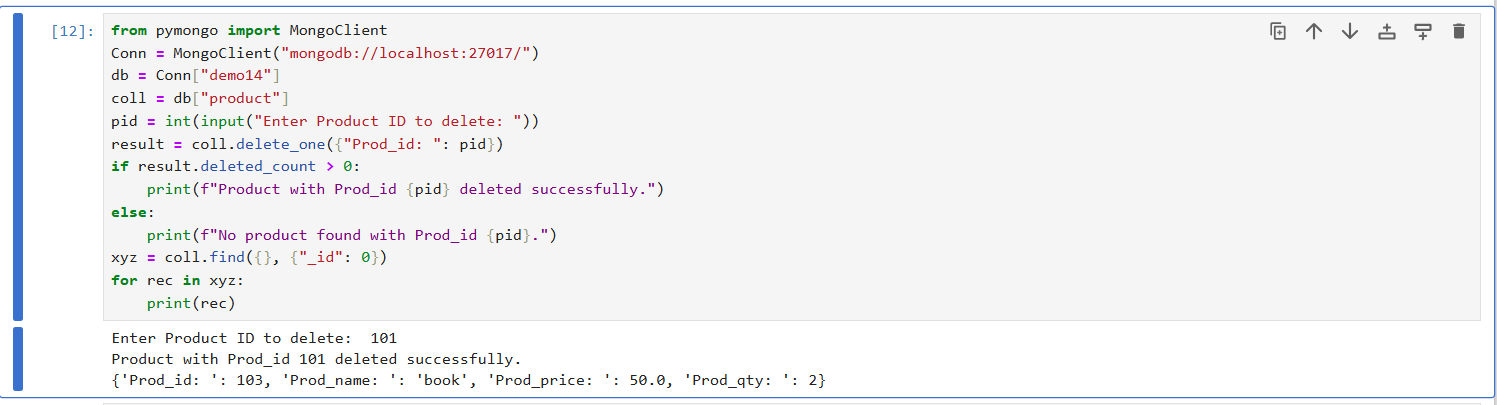 [12]:
from pymongo import MongoClient
Conn = MongoClient("mongodb://localhost:27017/")
db = Conn["demo14"]
coll = db["product"]
pid = int(input("Enter Product ID to delete: "))
result = coll.delete_one({"Prod_id: ": pid})
if result.deleted_count > 0:
    print(f"Product with Prod_id {pid} deleted successfully.")
else:
    print(f"No product found with Prod_id {pid}.")
xyz = coll.find({}, {"_id": 0})
for rec in xyz:
    print(rec)
Enter Product ID to delete:  101
Product with Prod_id 101 deleted successfully.
{'Prod_id: ': 103, 'Prod_name: ': 'book', 'Prod_price: ': 50.0, 'Prod_qty: ': 2}